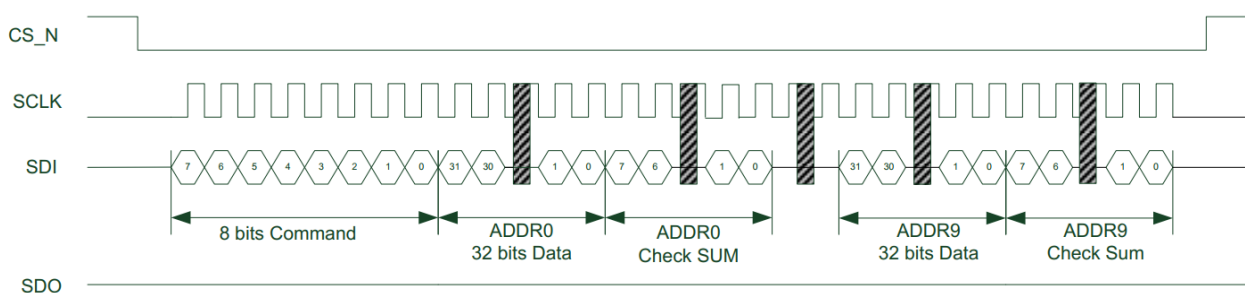 CS_N
SCLK
SDI
7 6 5 4 3 2 1 0 31 30 1 0 7 6 1 0 31 30 1 0 7 6 1 0
8 bits Command
ADDR0
32 bits Data
ADDR0
Check SUM
ADDR9
32 bits Data
ADDR9
Check Sum
SDO